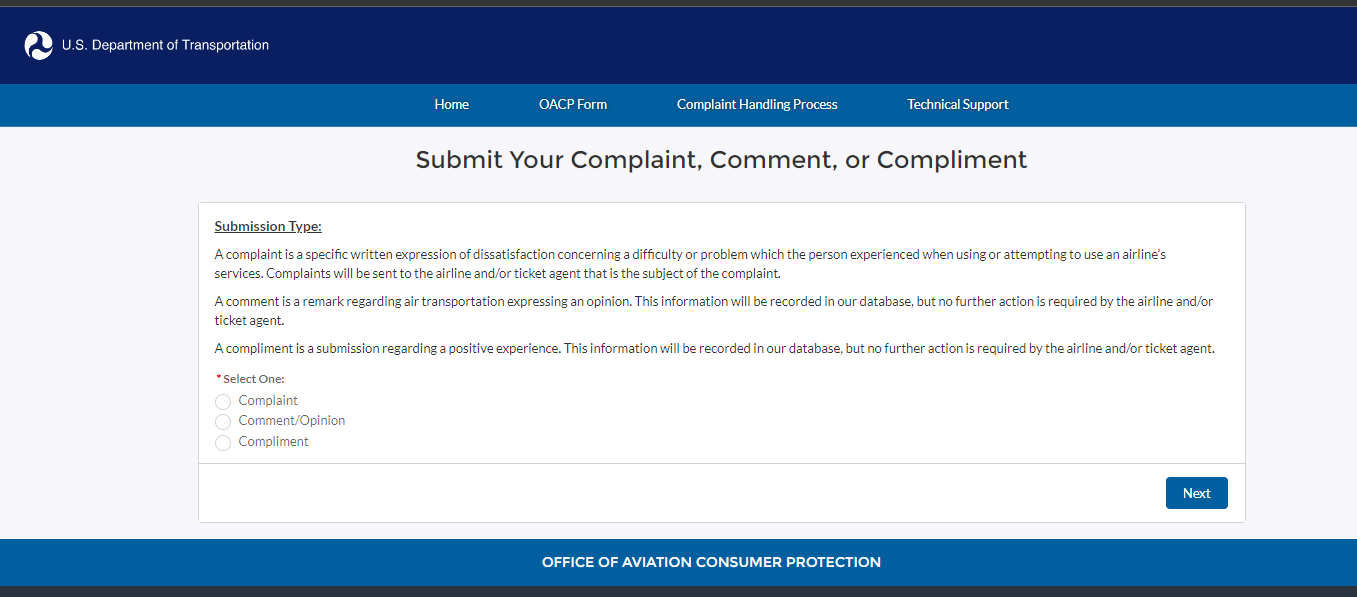 U.S. Department of Transportation
Home OACP Form Complaint Handling Process Technical Support
Submit Your Complaint, Comment, or Compliment
Submission Type:
A complaint is a specific written expression of dissatisfaction concerning a difficulty or problem which the person experienced when using or attempting to use an airline's
services. Complaints will be sent to the airline and/or ticket agent that is the subject of the complaint.
A comment is a remark regarding air transportation expressing an opinion. This information will be recorded in our database, but no further action is required by the airline and/or
ticket agent.
A compliment is a submission regarding a positive experience. This information will be recorded in our database, but no further action is required by the airline and/or ticket agent.
*Select One:
Complaint
Comment/Opinion
Compliment
Next
OFFICE OF AVIATION CONSUMER PROTECTION